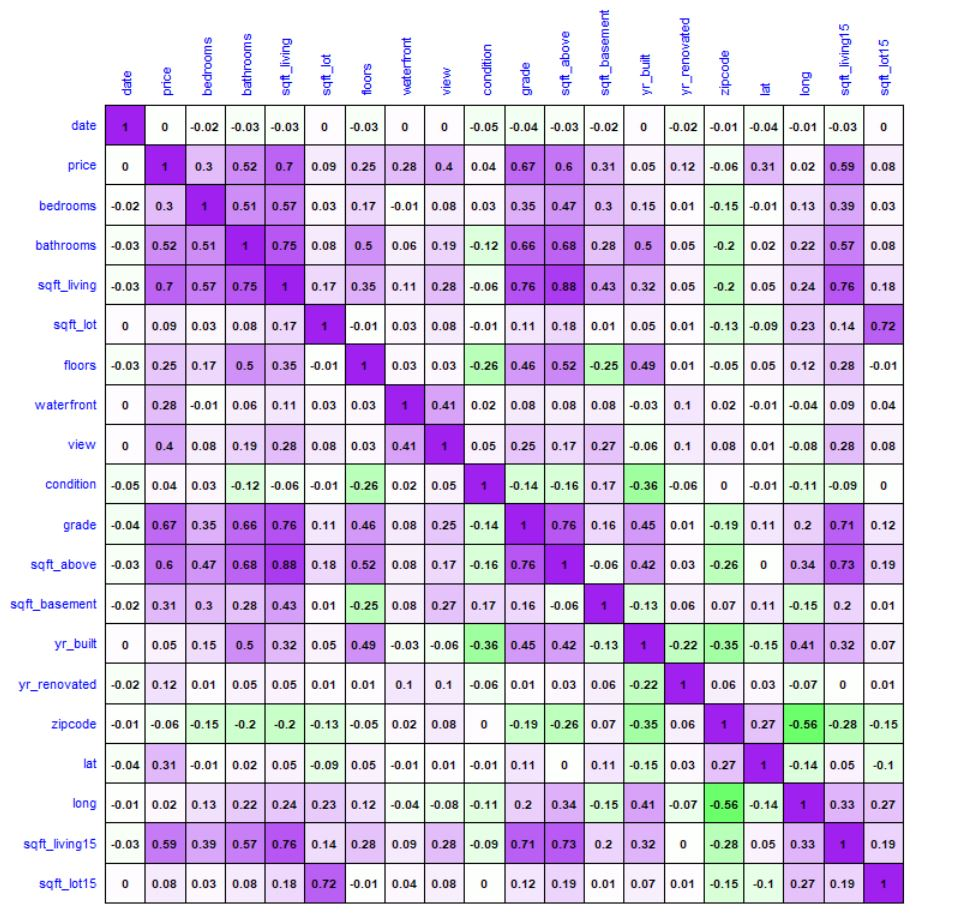 date price bedrooms bathrooms sqft_living sqft_lot floors waterfront view condition grade sqft_above sqft_basement yr_built yr_renovated zipcode lat long sqft_living15 sqft_lot15
date 1 0 -0.02 -0.03 -0.03 0 -0.03 0 0 -0.05 -0.04 -0.03 -0.02 0 -0.02 -0.01 -0.04 -0.01 -0.03 0
price 0 1 0.3 0.52 0.7 0.09 0.25 0.28 0.4 0.04 0.67 0.6 0.31 0.05 0.12 -0.06 0.31 0.02 0.59 0.08
bedrooms -0.02 0.3 1 0.51 0.57 0.03 0.17 -0.01 0.08 0.03 0.35 0.47 0.3 0.15 0.01 -0.15 -0.01 0.13 0.39 0.03
bathrooms -0.03 0.52 0.51 1 0.75 0.08 0.5 0.06 0.19 -0.12 0.66 0.68 0.28 0.5 0.05 -0.2 0.02 0.22 0.57 0.08
sqft_living -0.03 0.7 0.57 0.75 1 0.17 0.35 0.11 0.28 -0.06 0.76 0.88 0.43 0.32 0.05 -0.2 0.05 0.24 0.76 0.18
sqft_lot 0 0.09 0.03 0.08 0.17 1 -0.01 0.03 0.08 -0.01 0.11 0.18 0.01 0.05 0.01 -0.13 -0.09 0.23 0.14 0.72
floors -0.03 0.25 0.17 0.5 0.35 -0.01 1 0.03 0.03 -0.26 0.46 0.52 -0.25 0.49 0.01 -0.05 0.05 0.12 0.28 -0.01
waterfront 0 0.28 -0.01 0.06 0.11 0.03 0.03 1 0.41 0.02 0.08 0.08 0.08 -0.03 0.1 0.02 -0.01 -0.04 0.09 0.04
view 0 0.4 0.08 0.19 0.28 0.08 0.03 0.41 1 0.05 0.25 0.17 0.27 -0.06 0.1 0.08 0.01 -0.08 0.28 0.08
condition -0.05 0.04 0.03 -0.12 -0.06 -0.01 -0.26 0.02 0.05 1 -0.14 -0.16 0.17 -0.36 -0.06 0 -0.01 -0.11 -0.09 0
grade -0.04 0.67 0.35 0.66 0.76 0.11 0.46 0.08 0.25 -0.14 1 0.76 0.16 0.45 0.01 -0.19 0.11 0.2 0.71 0.12
sqft_above -0.03 0.6 0.47 0.68 0.88 0.18 0.52 0.08 0.17 -0.16 0.76 1 -0.06 0.42 0.03 -0.26 0 0.34 0.73 0.19
sqft_basement -0.02 0.31 0.3 0.28 0.43 0.01 -0.25 0.08 0.27 0.17 0.16 -0.06 1 -0.13 0.06 0.07 0.11 -0.15 0.2 0.01
yr_built 0 0.05 0.15 0.5 0.32 0.05 0.49 -0.03 -0.06 -0.36 0.45 0.42 -0.13 1 -0.22 -0.35 -0.15 0.41 0.32 0.07
yr_renovated -0.02 0.12 0.01 0.05 0.05 0.01 0.01 0.1 0.1 -0.06 0.01 0.03 0.06 -0.22 1 0.06 0.03 -0.07 0 0.01
zipcode -0.01 -0.06 -0.15 -0.2 -0.2 -0.13 -0.05 0.02 0.08 0 -0.19 -0.26 0.07 -0.35 0.06 1 0.27 -0.56 -0.28 -0.15
lat -0.04 0.31 -0.01 0.02 0.05 -0.09 0.05 -0.01 0.01 -0.01 0.11 0 0.11 -0.15 0.03 0.27 1 -0.14 0.05 -0.1
long -0.01 0.02 0.13 0.22 0.24 0.23 0.12 -0.04 -0.08 -0.11 0.2 0.34 -0.15 0.41 -0.07 -0.56 -0.14 1 0.33 0.27
sqft_living15 -0.03 0.59 0.39 0.57 0.76 0.14 0.28 0.09 0.28 -0.09 0.71 0.73 0.2 0.32 0 -0.28 0.05 0.33 1 0.19
sqft_lot15 0 0.08 0.03 0.08 0.18 0.72 -0.01 0.04 0.08 0 0.12 0.19 0.01 0.07 0.01 -0.15 -0.1 0.27 0.19 1